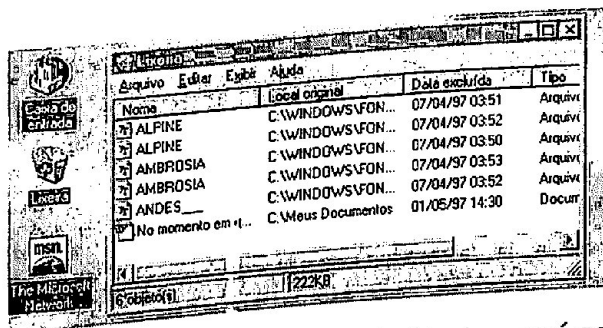 Lixeira
Arquivo Editar Exibir Ajuda
Nome Local original Data excluída Tipo
ALPINE C:\WINDOWS\FON... 07/04/97 03:51 Arquivo
ALPINE C:\WINDOWS\FON... 07/04/97 03:52 Arquivo
AMBROSIA C:\WINDOWS\FON... 07/04/97 03:50 Arquivo
AMBROSIA C:\WINDOWS\FON... 07/04/97 03:53 Arquivo
ANDES___ C:\WINDOWS\FON... 07/04/97 03:52 Arquivo
No momento em C:\Meus Documentos 01/05/97 14:30 Docum
6 objeto(s) 222KB
Caixa de
entrada
Lixeira
msn.
The Microsoft
Network